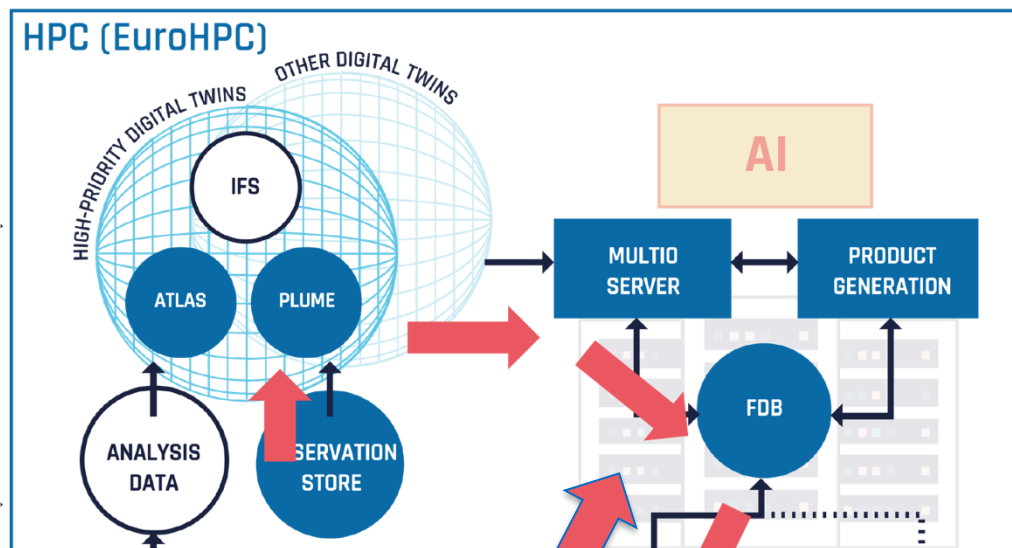 HPC (EuroHPC)
OTHER DIGITAL TWINS
HIGH-PRIORITY DIGITAL TWINS
IFS
AI
ATLAS
PLUME
MULTIO
SERVER
PRODUCT
GENERATION
FDB
ANALYSIS
DATA
SERVATION
STORE